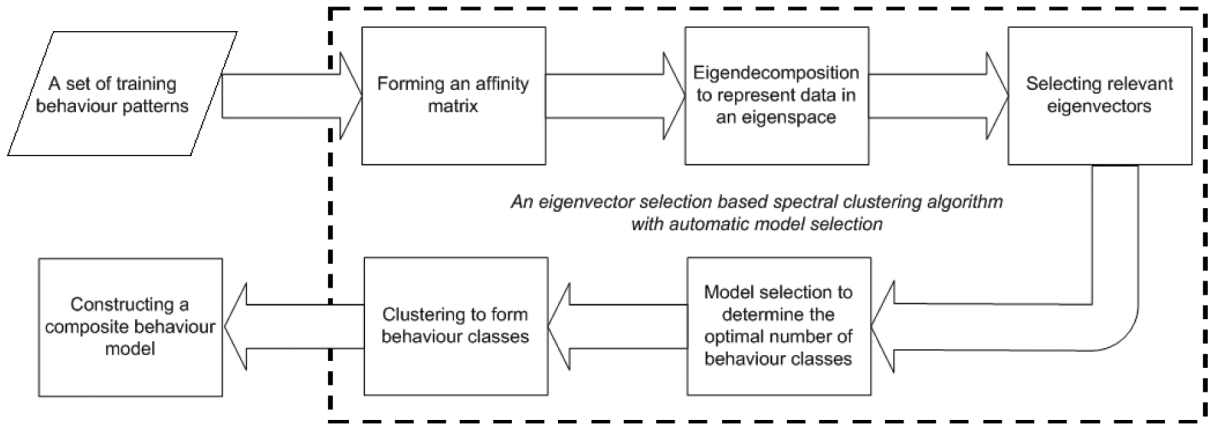 A set of training
behaviour patterns
Forming an affinity
matrix
Eigendecomposition
to represent data in
an eigenspace
Selecting relevant
eigenvectors
An eigenvector selection based spectral clustering algorithm
with automatic model selection
Model selection to
determine the
optimal number of
behaviour classes
Clustering to form
behaviour classes
Constructing a
composite behaviour
model